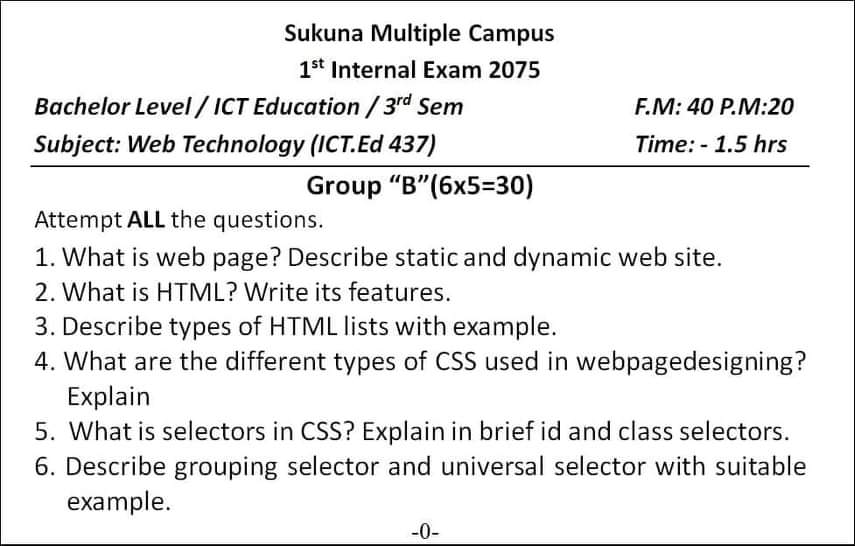 Sukuna Multiple Campus
1st Internal Exam 2075
Bachelor Level / ICT Education / 3rd Sem F.M: 40 P.M:20
Subject: Web Technology (ICT.Ed 437) Time: - 1.5 hrs
Group “B”(6x5=30)
Attempt ALL the questions.
1. What is web page? Describe static and dynamic web site.
2. What is HTML? Write its features.
3. Describe types of HTML lists with example.
4. What are the different types of CSS used in webpagedesigning?
Explain
5. What is selectors in CSS? Explain in brief id and class selectors.
6. Describe grouping selector and universal selector with suitable
example.
-0-